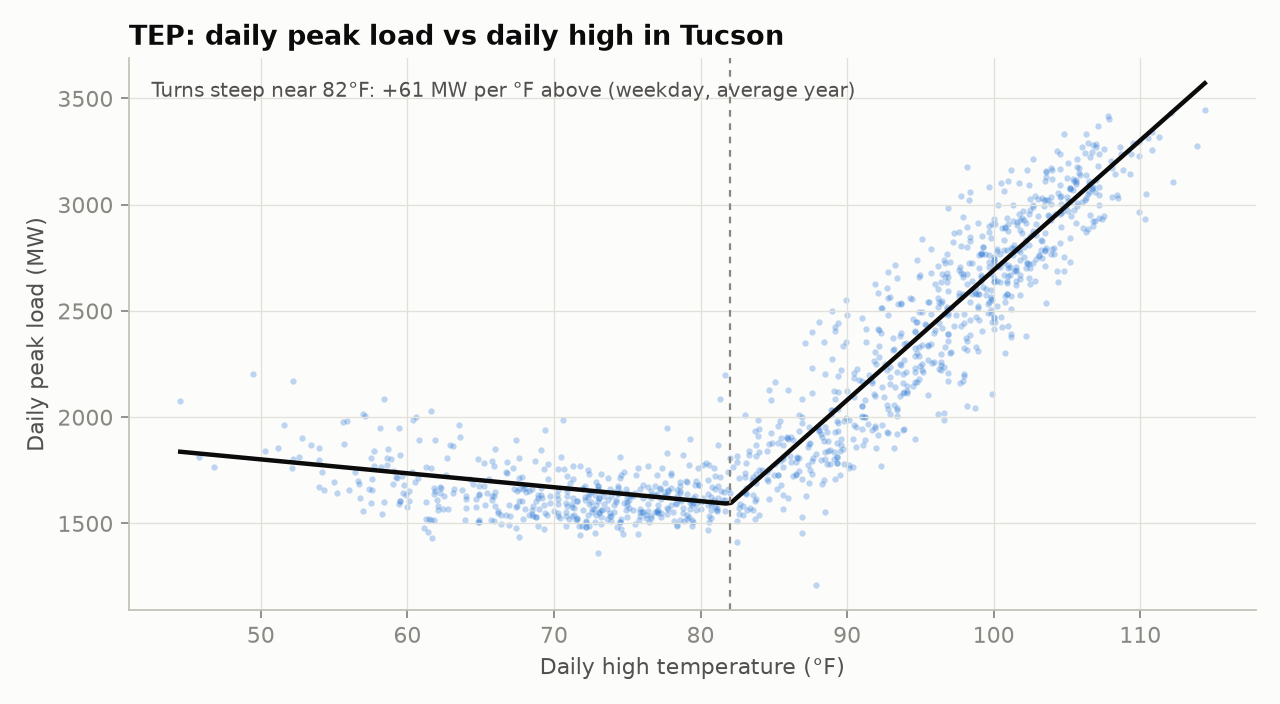 TEP: daily peak load vs daily high in Tucson
Turns steep near 82°F: +61 MW per °F above (weekday, average year)
Daily peak load (MW)
3500
3000
2500
2000
1500
50 60 70 80 90 100 110
Daily high temperature (°F)